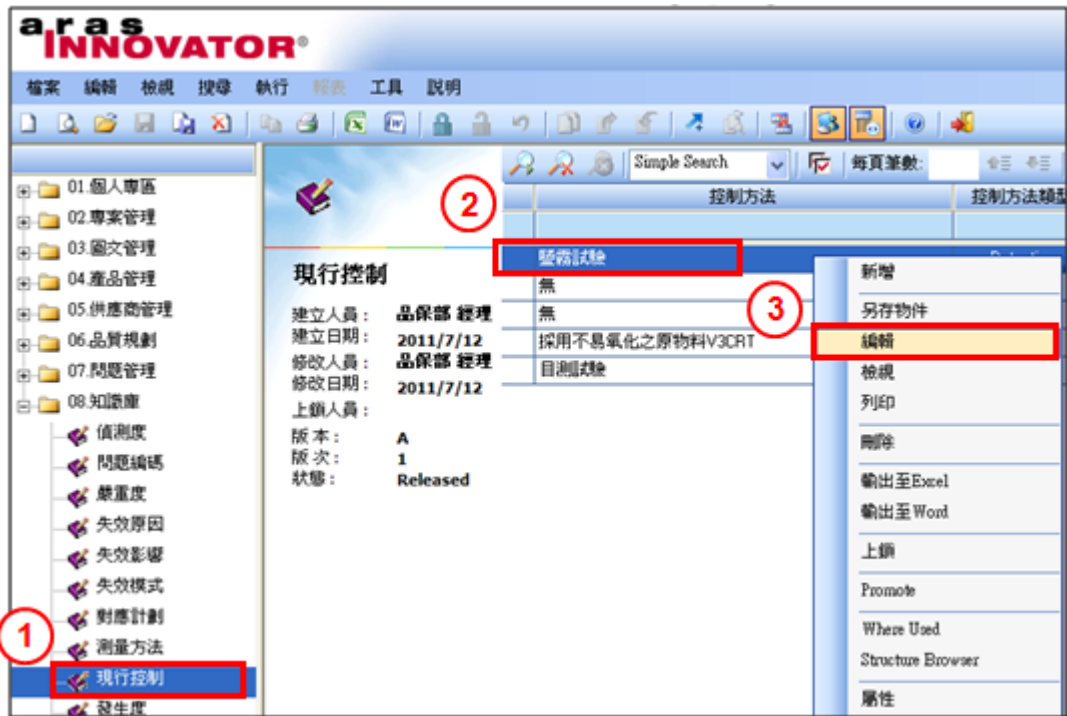 aras
INNOVATOR®
檔案 編輯 檢視 搜尋 執行 報表 工具 說明
Simple Search 每頁筆數:
控制方法 控制方法類型
01.個人專區
02.專案管理
03.圖文管理
04.產品管理
05.供應商管理
06.品質規劃
07.問題管理
08.知識庫
偵測度
問題編碼
嚴重度
失效原因
失效影響
失效模式
對應計劃
測量方法
1
現行控制
發生度
現行控制
建立人員: 品保部 經理
建立日期: 2011/7/12
修改人員: 品保部 經理
修改日期: 2011/7/12
上鎖人員:
版本: A
版次: 1
狀態: Released
2
鹽霧試驗
無
無
採用不易氧化之原物料V3CRT
目測試驗
3
新增
另存物件
編輯
檢視
列印
刪除
輸出至Excel
輸出至Word
上鎖
Promote
Where Used
Structure Browser
屬性